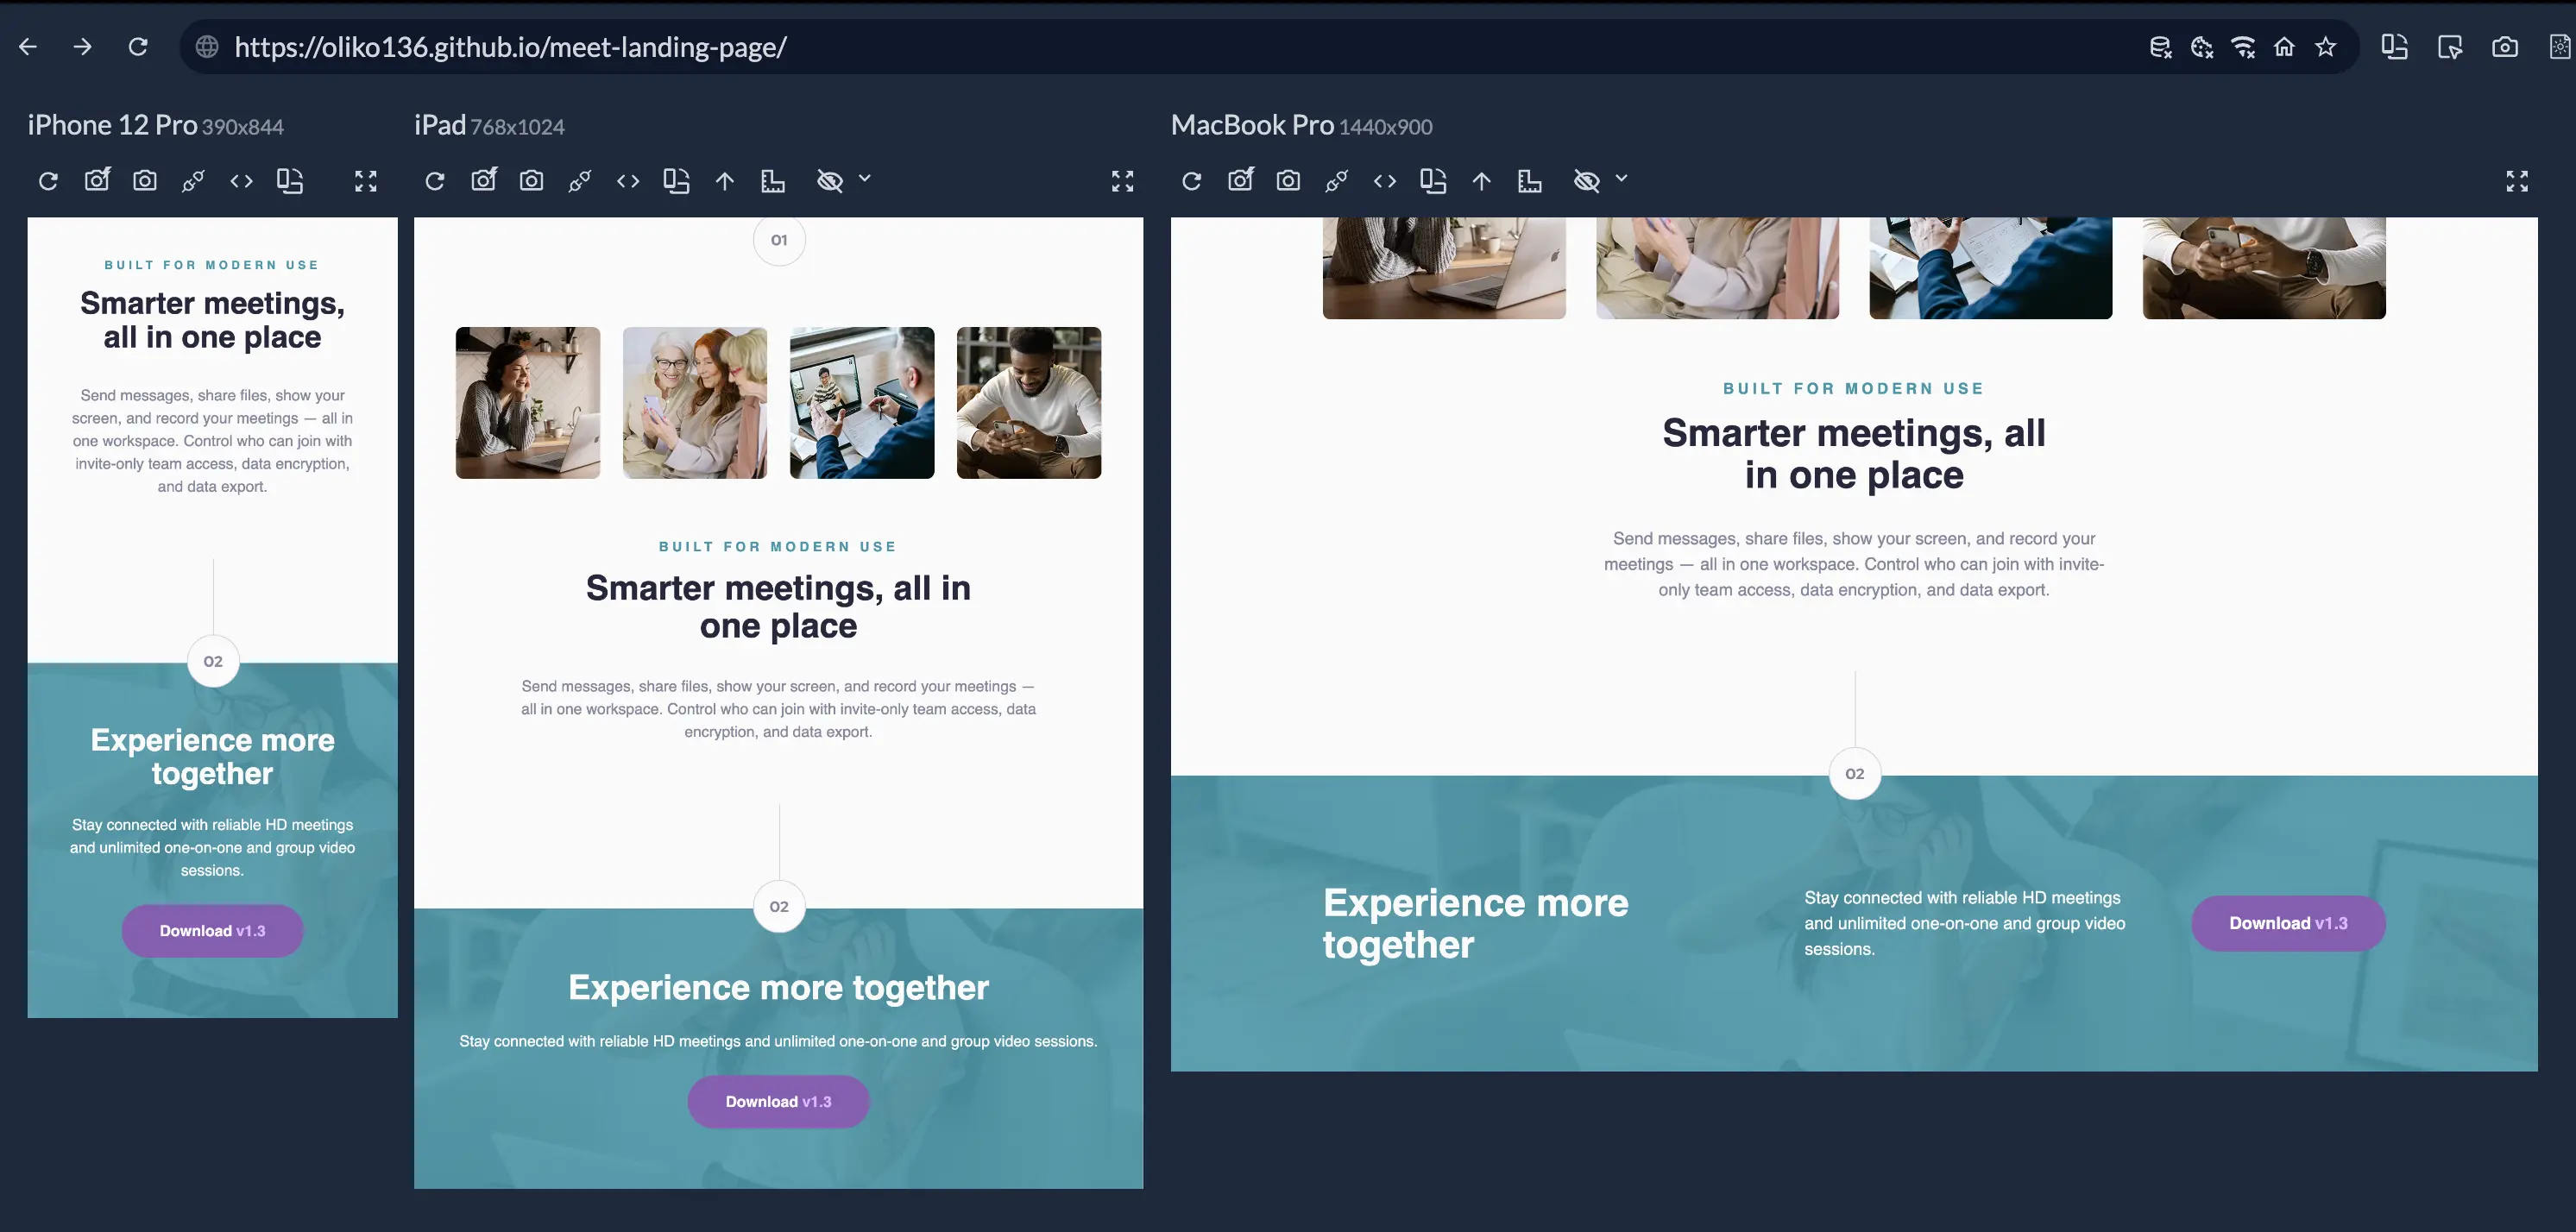 https://oliko136.github.io/meet-landing-page/
iPhone 12 Pro 390x844
BUILT FOR MODERN USE
Smarter meetings,
all in one place
Send messages, share files, show your
screen, and record your meetings — all in
one workspace. Control who can join with
invite-only team access, data encryption,
and data export.
02
Experience more
together
Stay connected with reliable HD meetings
and unlimited one-on-one and group video
sessions.
Download v1.3
iPad 768x1024
01
BUILT FOR MODERN USE
Smarter meetings, all in
one place
Send messages, share files, show your screen, and record your meetings —
all in one workspace. Control who can join with invite-only team access, data
encryption, and data export.
02
Experience more together
Stay connected with reliable HD meetings and unlimited one-on-one and group video sessions.
Download v1.3
MacBook Pro 1440x900
BUILT FOR MODERN USE
Smarter meetings, all
in one place
Send messages, share files, show your screen, and record your
meetings — all in one workspace. Control who can join with invite-
only team access, data encryption, and data export.
02
Experience more
together
Stay connected with reliable HD meetings
and unlimited one-on-one and group video
sessions.
Download v1.3